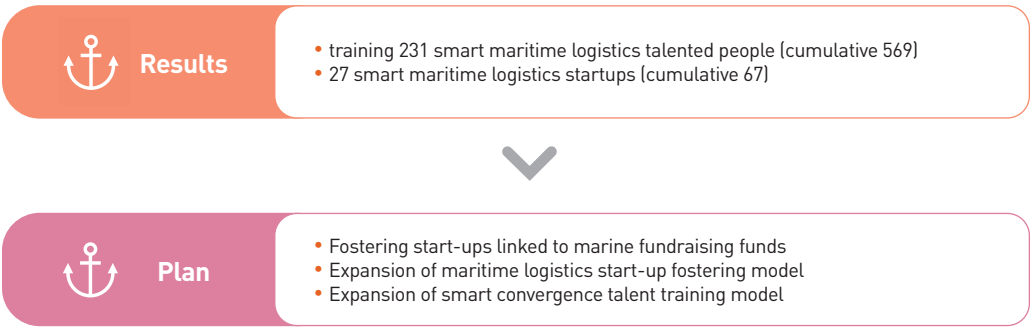 Results
• training 231 smart maritime logistics talented people (cumulative 569)
• 27 smart maritime logistics startups (cumulative 67)
Plan
• Fostering start-ups linked to marine fundraising funds
• Expansion of maritime logistics start-up fostering model
• Expansion of smart convergence talent training model